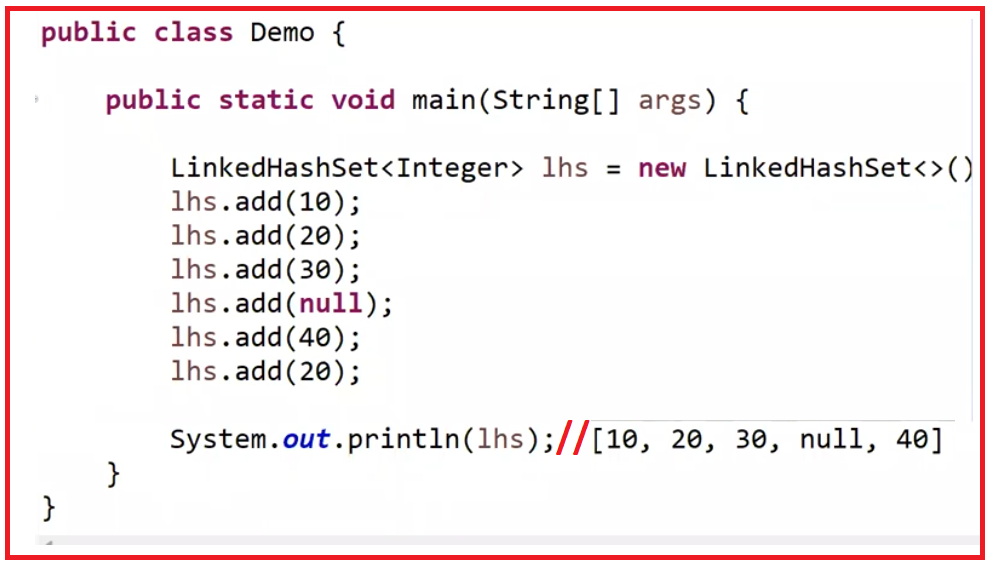 public class Demo {
public static void main(String[] args) {
LinkedHashSet<Integer> lhs = new LinkedHashSet<>()
lhs.add(10);
lhs.add(20);
lhs.add(30);
lhs.add(null);
lhs.add(40);
lhs.add(20);
System.out.println(lhs);//[10, 20, 30, null, 40]
}
}